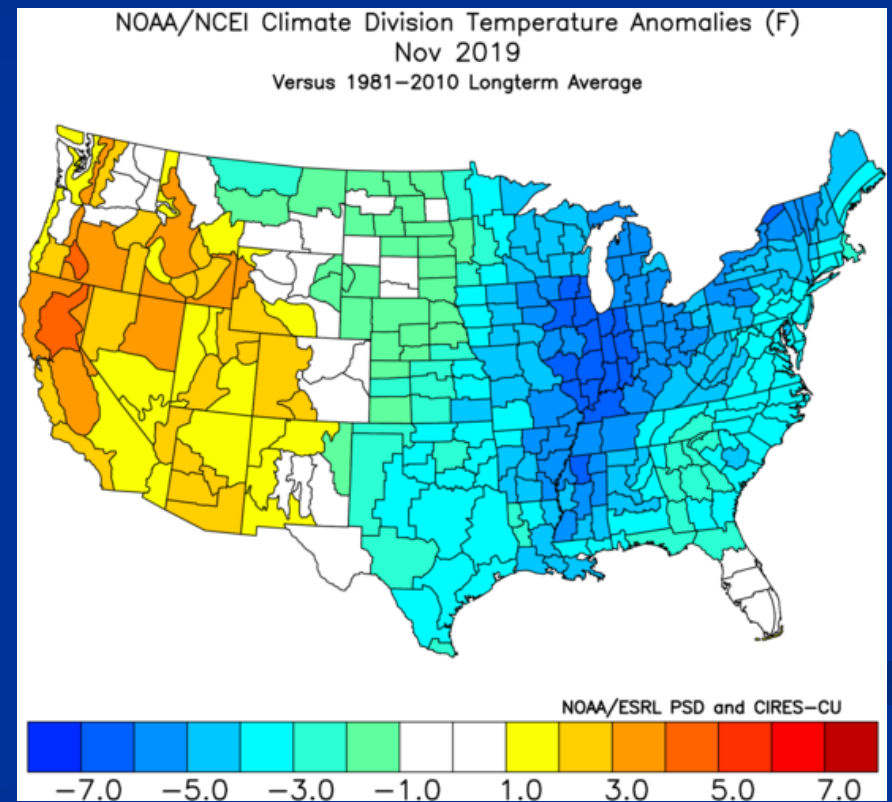 NOAA/NCEI Climate Division Temperature Anomalies (F)
Nov 2019
Versus 1981−2010 Longterm Average
NOAA/ESRL PSD and CIRES−CU
−7.0 −5.0 −3.0 −1.0 1.0 3.0 5.0 7.0